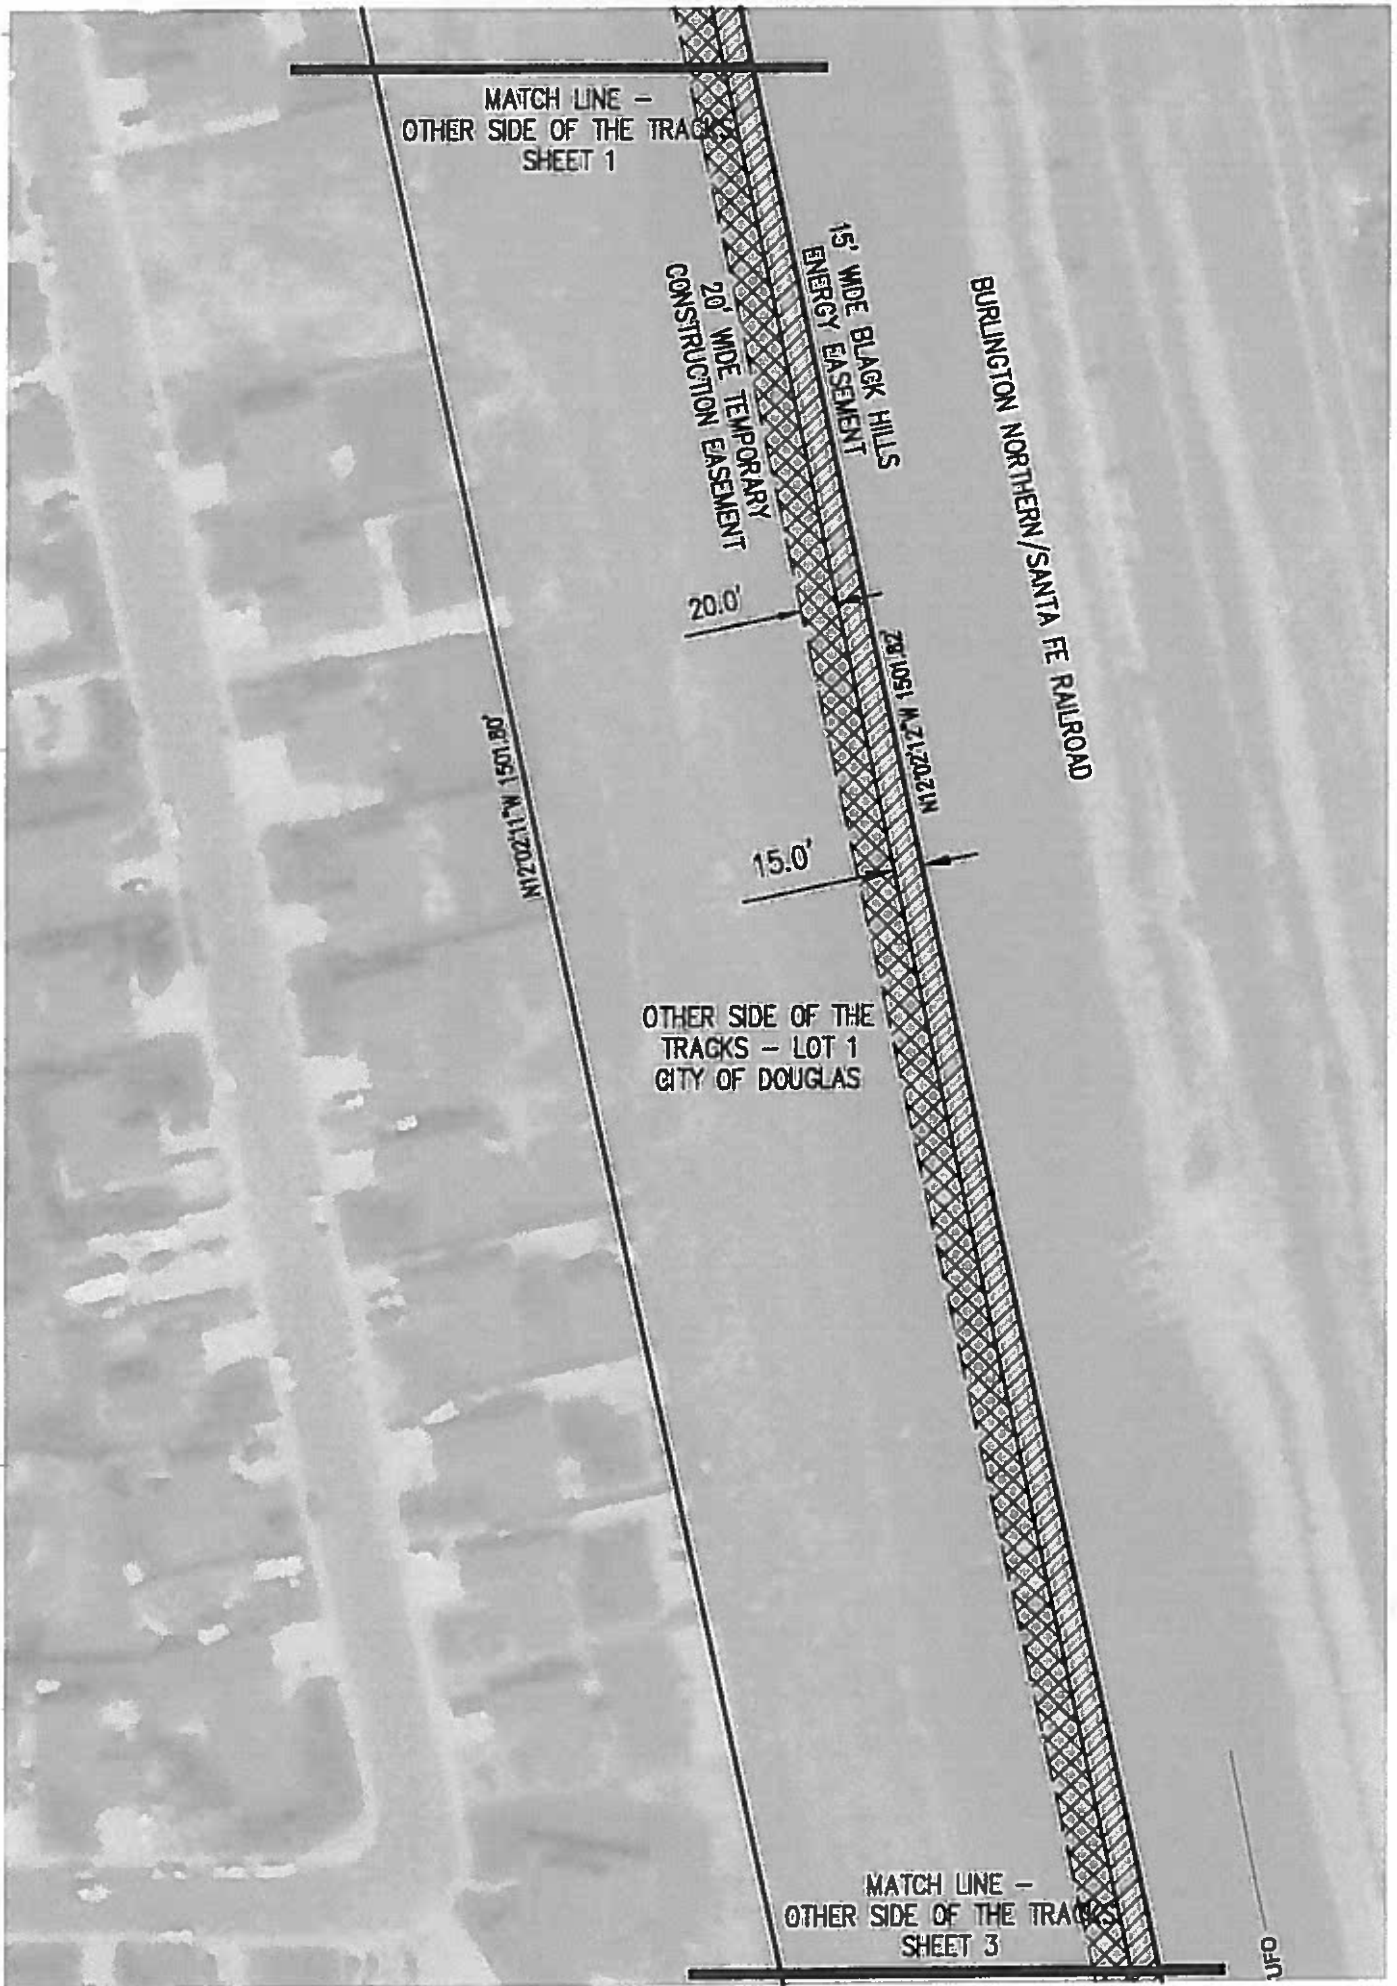 MATCH LINE -
OTHER SIDE OF THE TRACKS
SHEET 1
15' WIDE BLACK HILLS
ENERGY EASEMENT
20' WIDE TEMPORARY
CONSTRUCTION EASEMENT
BURLINGTON NORTHERN/SANTA FE RAILROAD
20.0'
N12°02'12"W 1501.82'
N12°02'11"W 1501.80'
15.0'
OTHER SIDE OF THE
TRACKS - LOT 1
CITY OF DOUGLAS
MATCH LINE -
OTHER SIDE OF THE TRACKS
SHEET 3
UFO